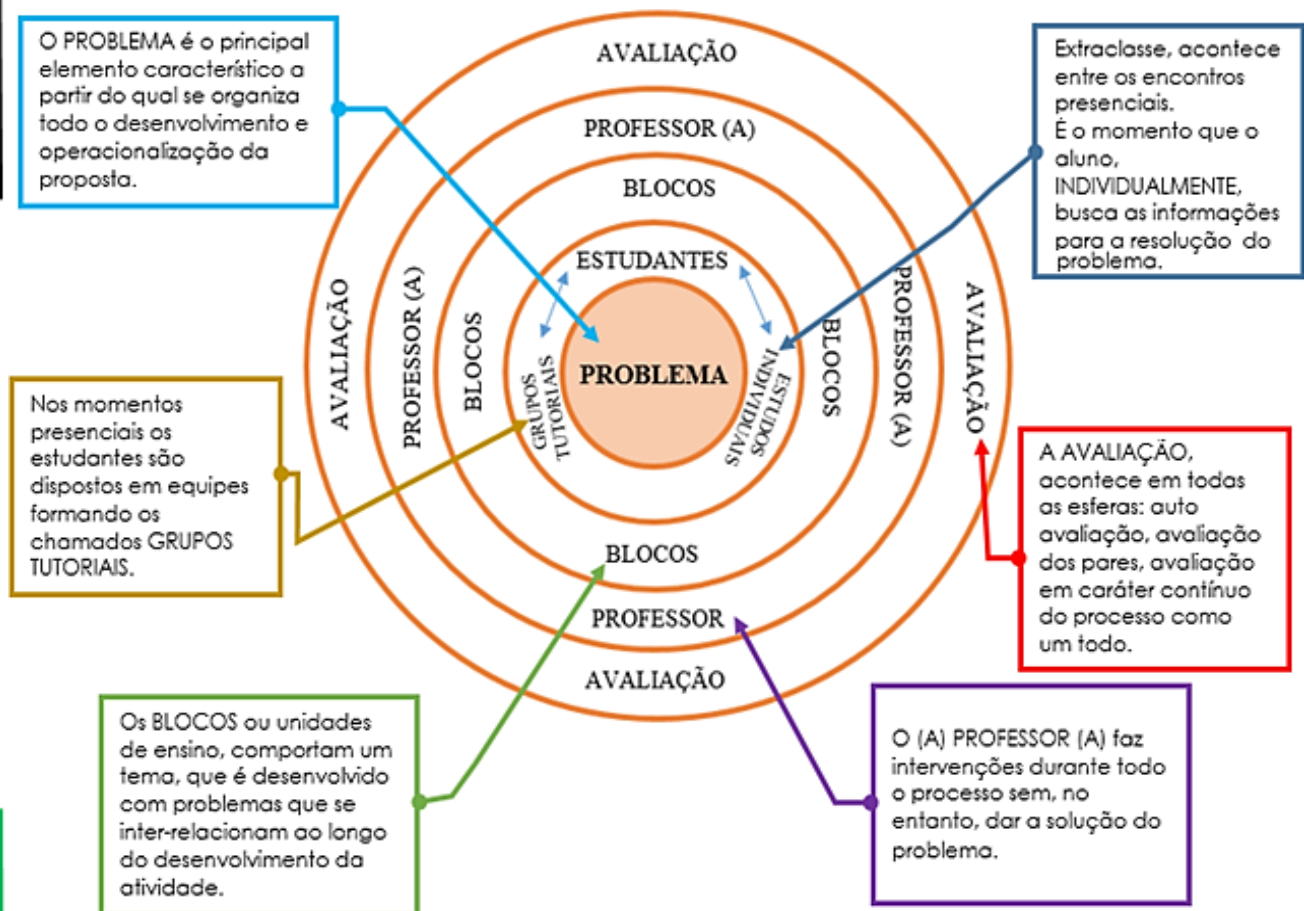 O PROBLEMA é o principal
elemento característico a
partir do qual se organiza
todo o desenvolvimento e
operacionalização da
proposta.
Extraclasse, acontece
entre os encontros
presenciais.
É o momento que o
aluno,
INDIVIDUALMENTE,
busca as informações
para a resolução do
problema.
AVALIAÇÃO
PROFESSOR (A)
BLOCOS
ESTUDANTES
AVALIAÇÃO
PROFESSOR (A)
BLOCOS
GRUPOS
TUTORIAIS
PROBLEMA
ESTUDOS
INDIVIDUAIS
BLOCOS
PROFESSOR (A)
AVALIAÇÃO
BLOCOS
PROFESSOR
AVALIAÇÃO
Nos momentos
presenciais os
estudantes são
dispostos em equipes
formando os
chamados GRUPOS
TUTORIAIS.
A AVALIAÇÃO,
acontece em todas
as esferas: auto
avaliação, avaliação
dos pares, avaliação
em caráter contínuo
do processo como
um todo.
Os BLOCOS ou unidades
de ensino, comportam um
tema, que é desenvolvido
com problemas que se
inter-relacionam ao longo
do desenvolvimento da
atividade.
O (A) PROFESSOR (A) faz
intervenções durante todo
o processo sem, no
entanto, dar a solução do
problema.